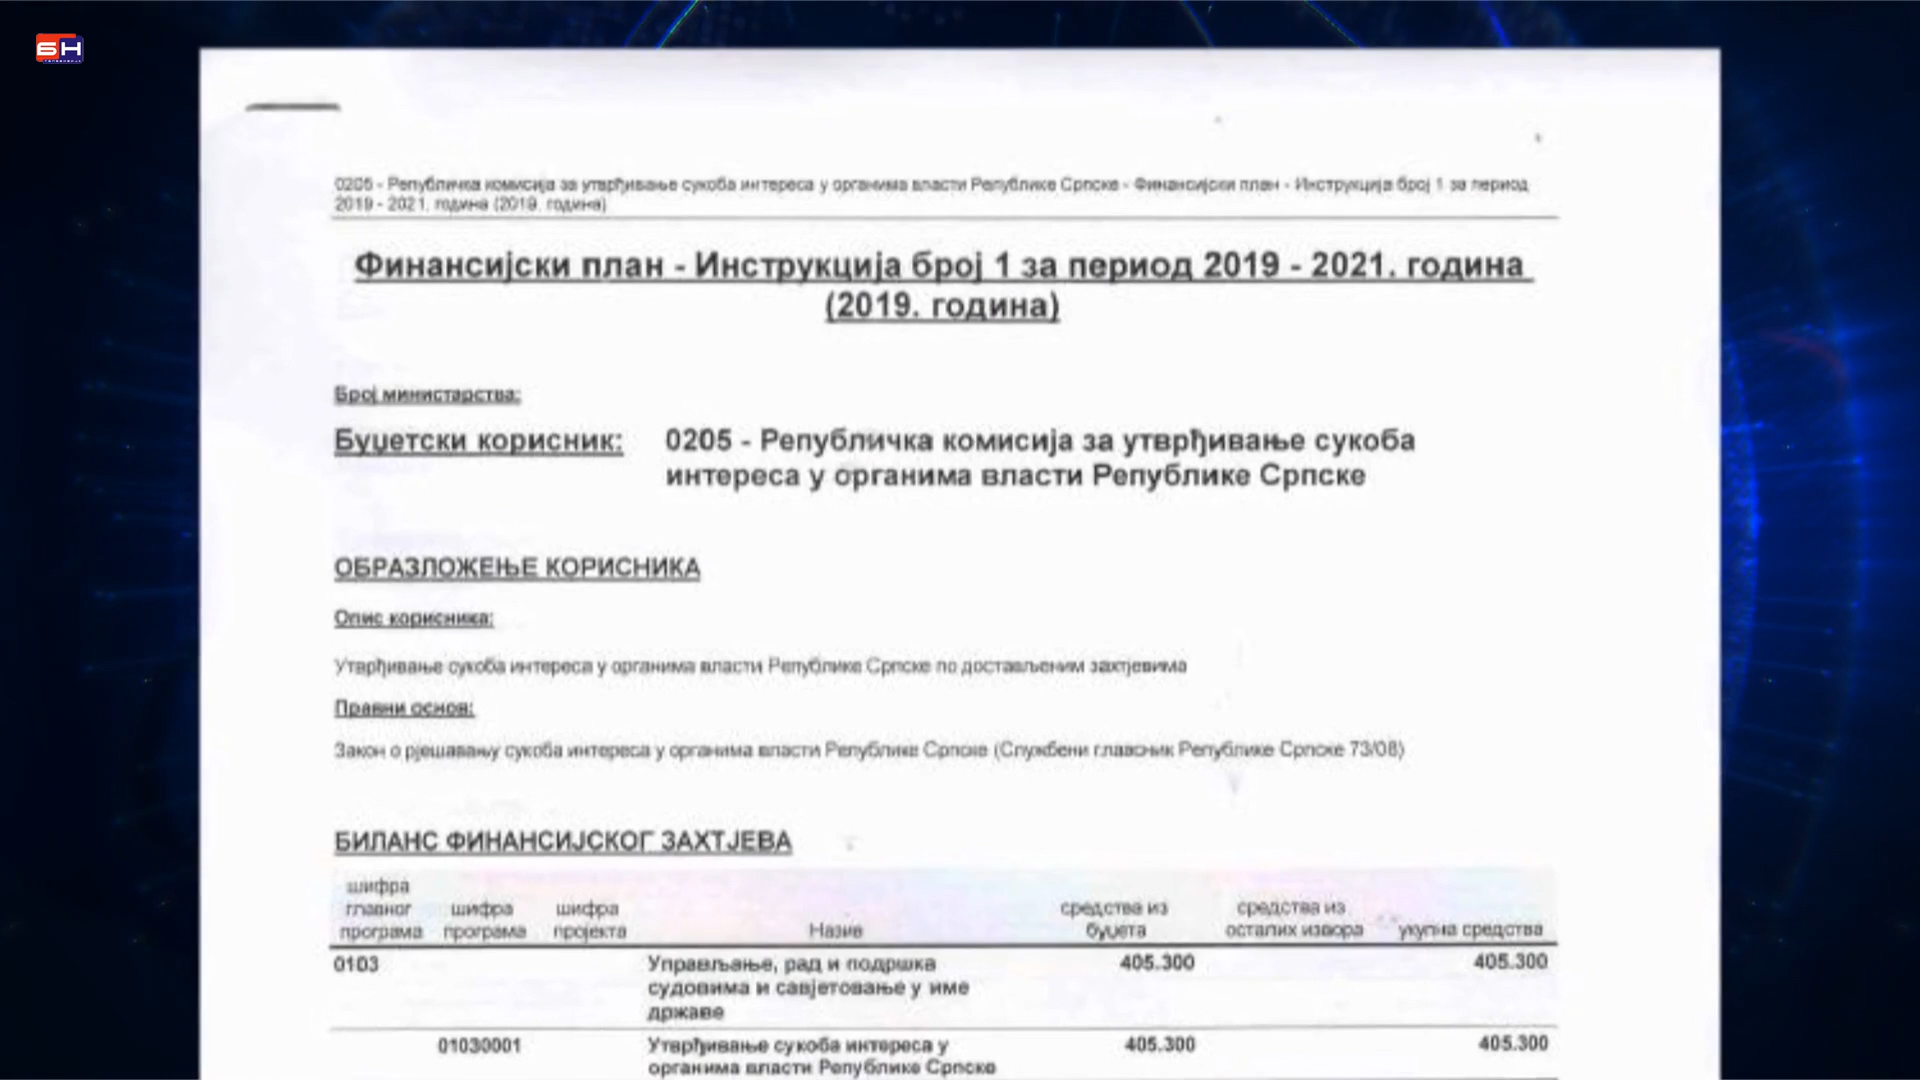 БН
0205 - Републичка комисија за утврђивање сукоба интереса у органима власти Републике Српске - Финансијски план - Инструкција број 1 за период
2019 - 2021. година (2019. година)
Финансијски план - Инструкција број 1 за период 2019 - 2021. година
(2019. година)
Број министарства:
Буџетски корисник: 0205 - Републичка комисија за утврђивање сукоба
интереса у органима власти Републике Српске
ОБРАЗЛОЖЕЊЕ КОРИСНИКА
Опис корисника:
Утврђивање сукоба интереса у органима власти Републике Српске по достављеним захтјевима
Правни основ:
Закон о рјешавању сукоба интереса у органима власти Републике Српске (Службени гласник Републике Српске 73/08)
БИЛАНС ФИНАНСИЈСКОГ ЗАХТЈЕВА
шифра
главног шифра шифра средства из средства из
програма програма пројекта Назив буџета осталих извора укупна средства
0103 Управљање, рад и подршка 405.300 405.300
судовима и савјетовање у име
државе
01030001 Утврђивање сукоба интереса у 405.300 405.300
органима власти Републике Српске